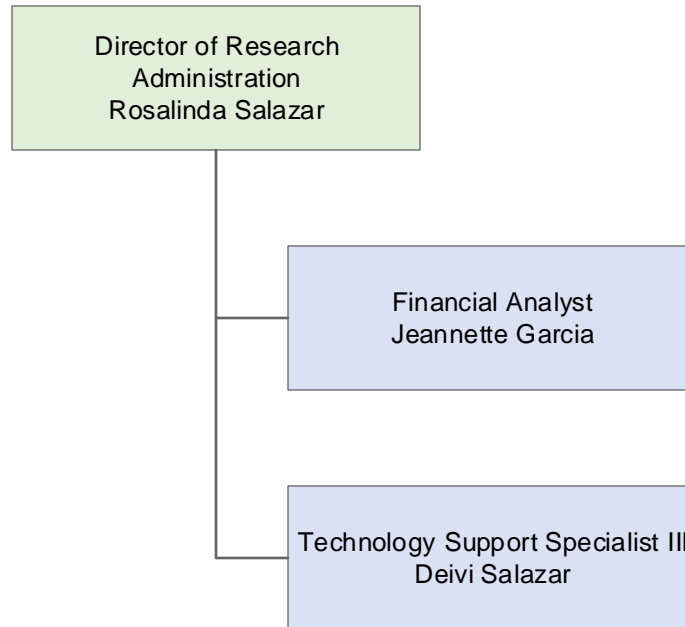 Director of Research
Administration
Rosalinda Salazar
Financial Analyst
Jeannette Garcia
Technology Support Specialist III
Deivi Salazar